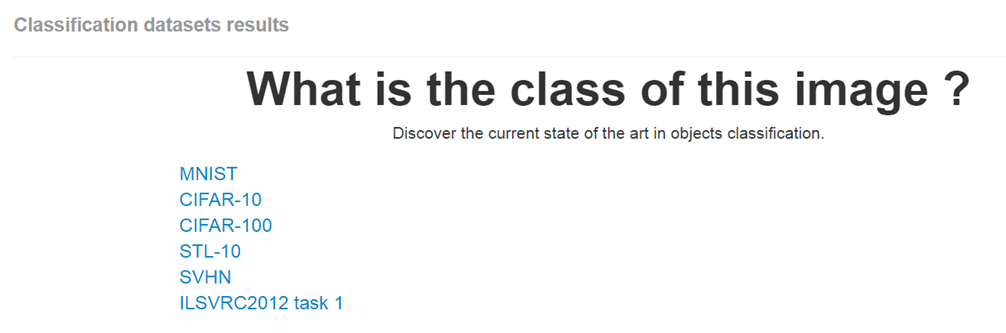 Classification datasets results
What is the class of this image ?
Discover the current state of the art in objects classification.
MNIST
CIFAR-10
CIFAR-100
STL-10
SVHN
ILSVRC2012 task 1